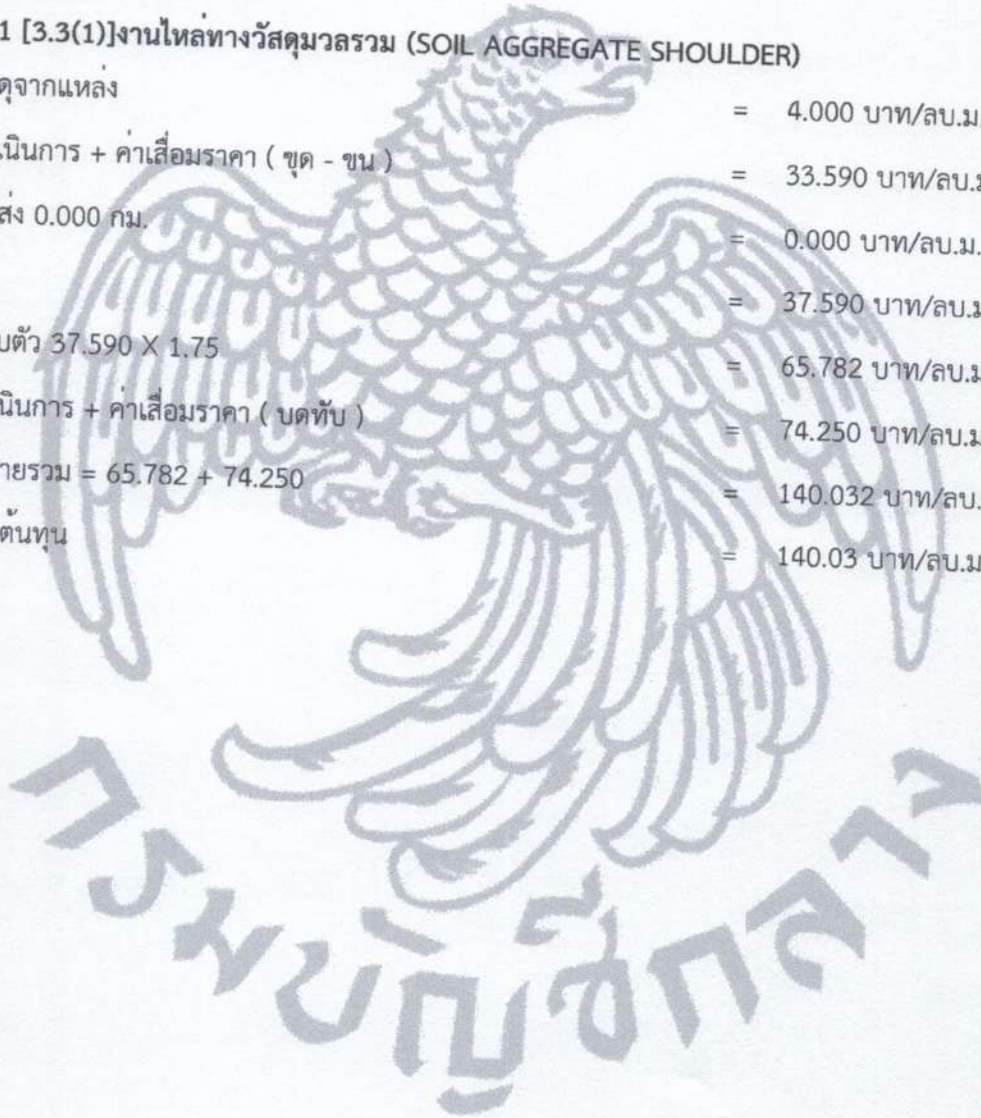 1 [3.3(1)]งานไหล่ทางวัสดุมวลรวม (SOIL AGGREGATE SHOULDER)
ดุจากแหล่ง = 4.000 บาท/ลบ.ม.
เนินการ + ค่าเสื่อมราคา ( ขุด - ขน ) = 33.590 บาท/ลบ.ม
ส่ง 0.000 กม. = 0.000 บาท/ลบ.ม.
= 37.590 บาท/ลบ.ม
บตัว 37.590 X 1.75 = 65.782 บาท/ลบ.ม
นินการ + ค่าเสื่อมราคา ( บดทับ ) = 74.250 บาท/ลบ.ม
ายรวม = 65.782 + 74.250 = 140.032 บาท/ลบ.
ต้นทุน = 140.03 บาท/ลบ.ม
กรมบัญชีกลาง